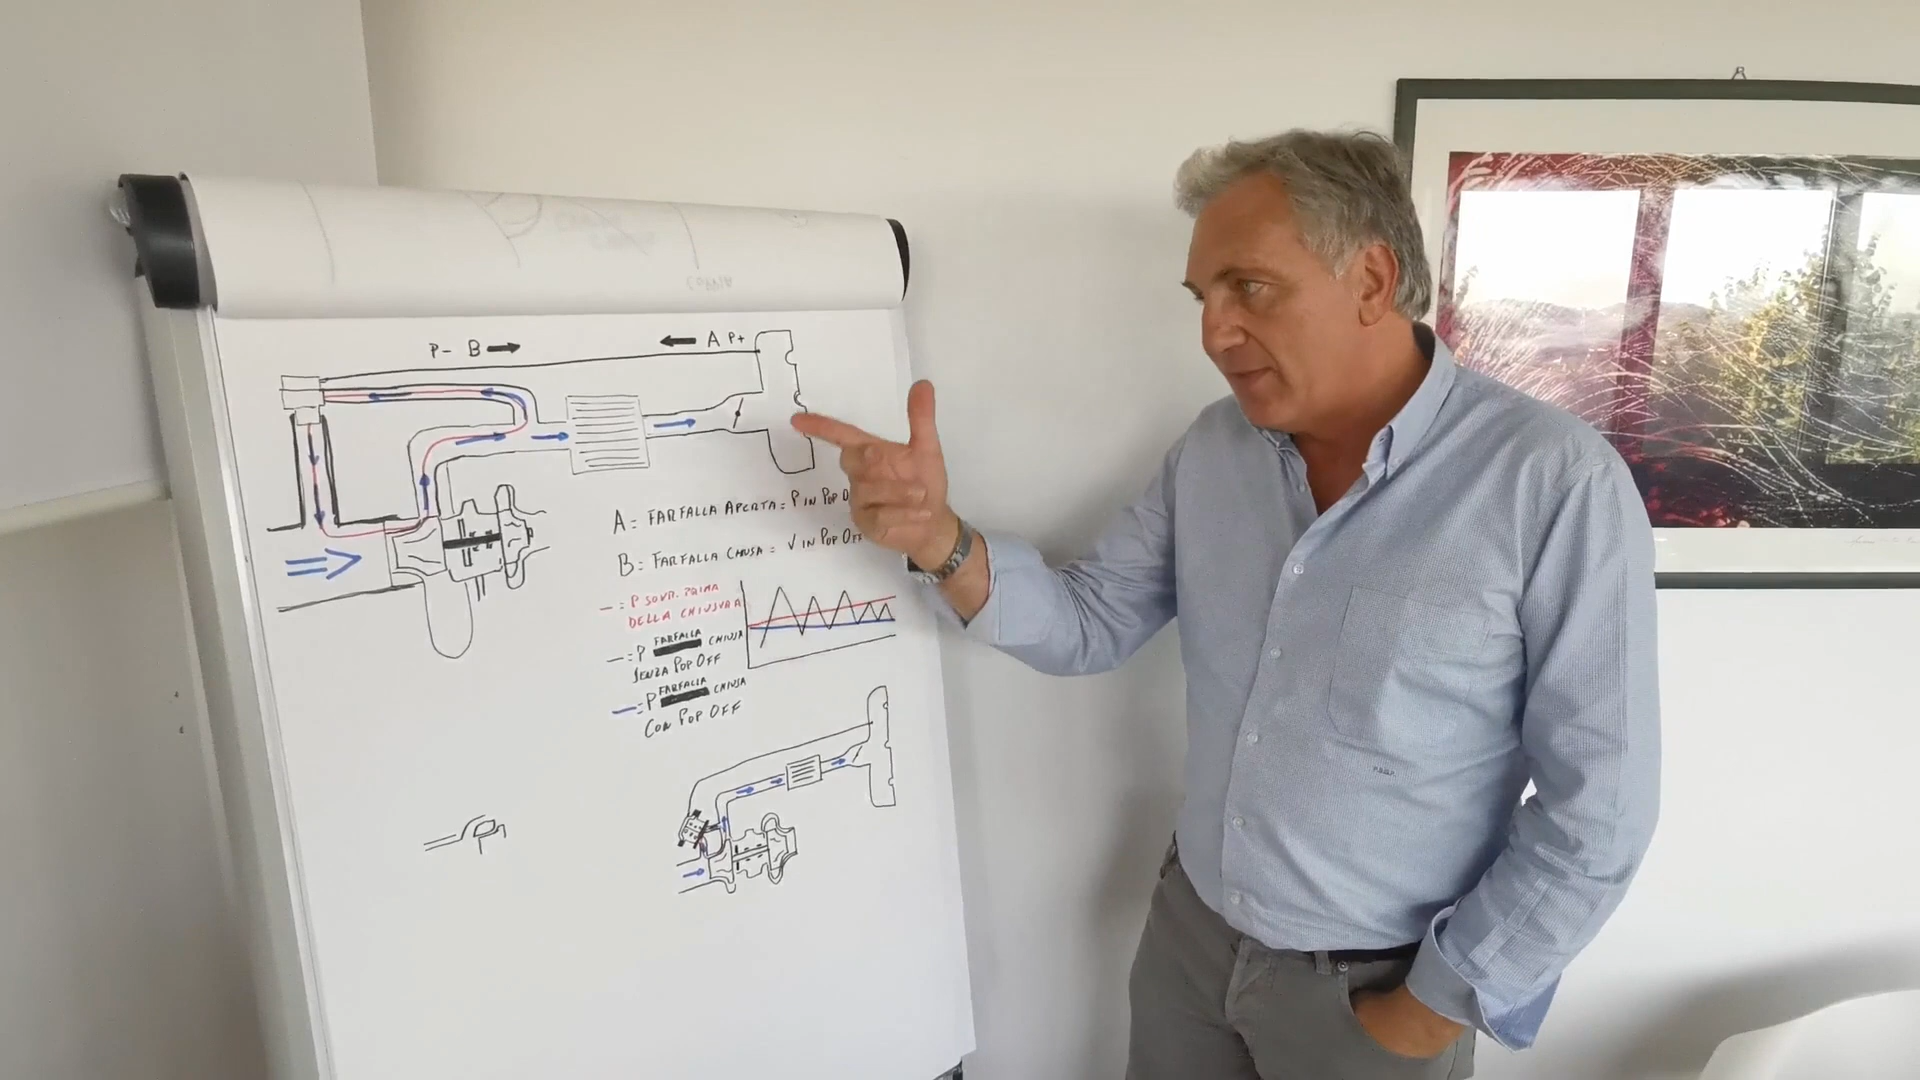 P- B
A P+
A = FARFALLA APERTA = P IN POP
B = FARFALLA CHIUSA = V IN POP OFF
- = P SOVR. PRIMA
DELLA CHIUSURA
FARFALLA
- = P CHIUSA
SENZA POP OFF
FARFALLA
- = P CHIUSA
CON POP OFF